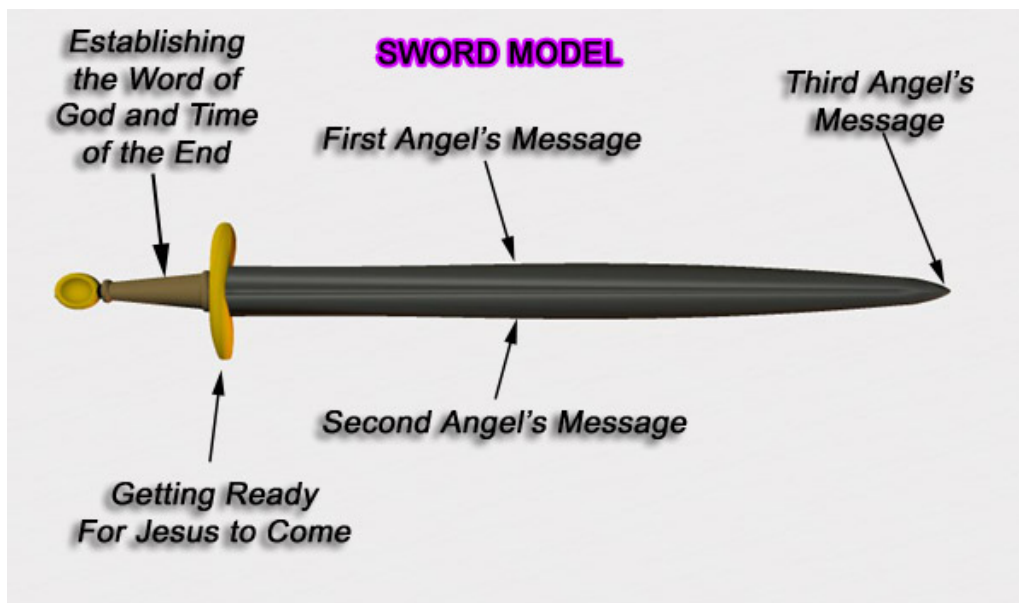 SWORD MODEL
Establishing
the Word of
God and Time
of the End
First Angel's Message
Third Angel's
Message
Second Angel's Message
Getting Ready
For Jesus to Come